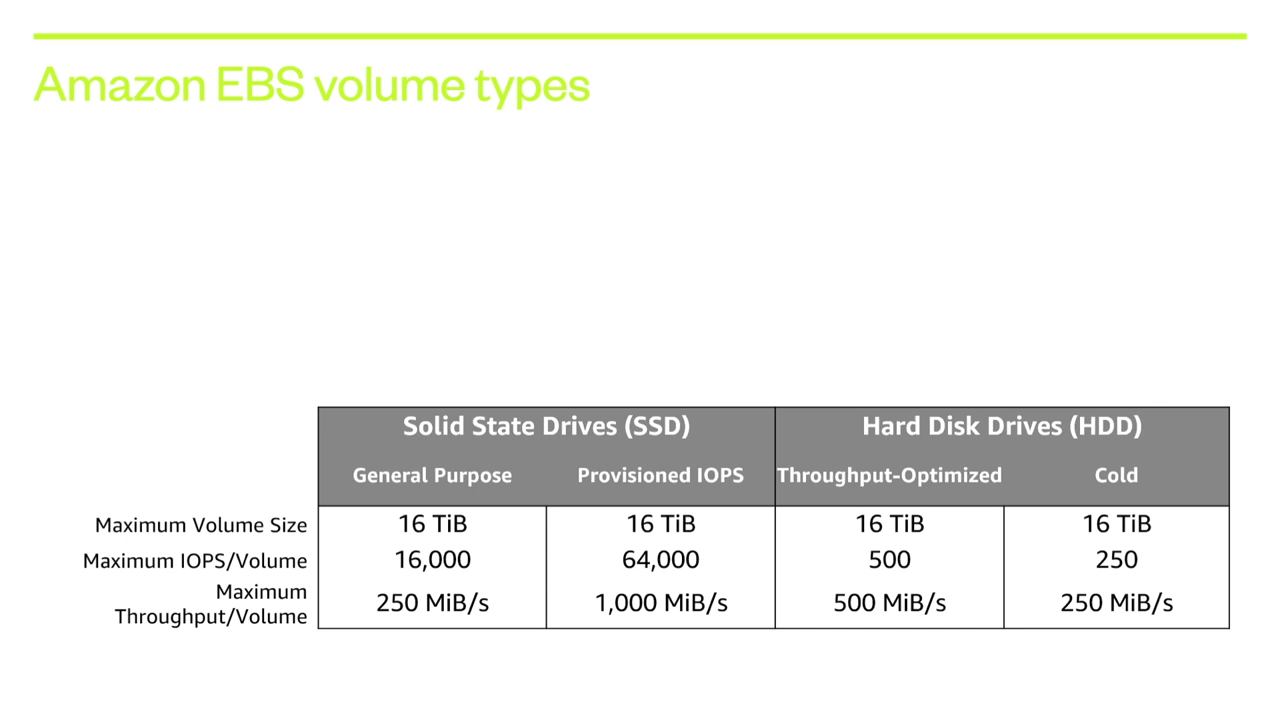 Amazon EBS volume types
Solid State Drives (SSD) Hard Disk Drives (HDD)
General Purpose Provisioned IOPS Throughput-Optimized Cold
Maximum Volume Size 16 TiB 16 TiB 16 TiB 16 TiB
Maximum IOPS/Volume 16,000 64,000 500 250
Maximum
Throughput/Volume 250 MiB/s 1,000 MiB/s 500 MiB/s 250 MiB/s